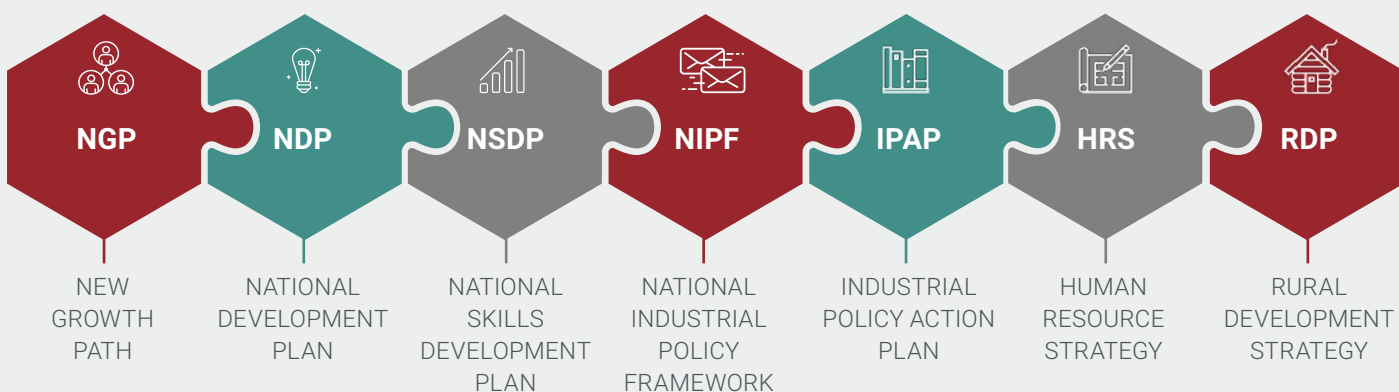 NGP
NDP
NSDP
NIPF
IPAP
HRS
RDP
NEW
GROWTH
PATH
NATIONAL
DEVELOPMENT
PLAN
NATIONAL
SKILLS
DEVELOPMENT
PLAN
NATIONAL
INDUSTRIAL
POLICY
FRAMEWORK
INDUSTRIAL
POLICY ACTION
PLAN
HUMAN
RESOURCE
STRATEGY
RURAL
DEVELOPMENT
STRATEGY